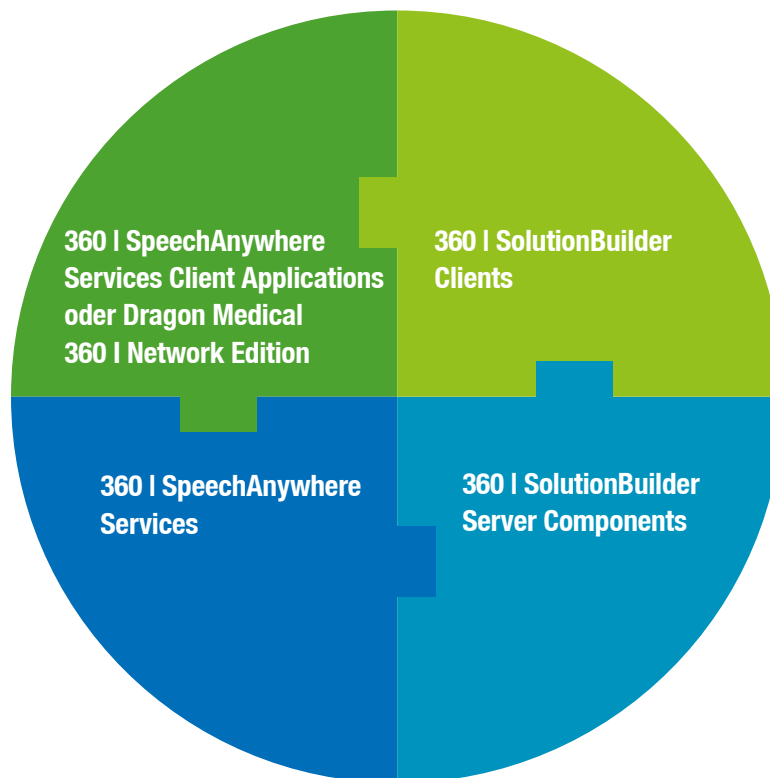 360 | SpeechAnywhere
Services Client Applications
oder Dragon Medical
360 | Network Edition
360 | SolutionBuilder
Clients
360 | SpeechAnywhere
Services
360 | SolutionBuilder
Server Components